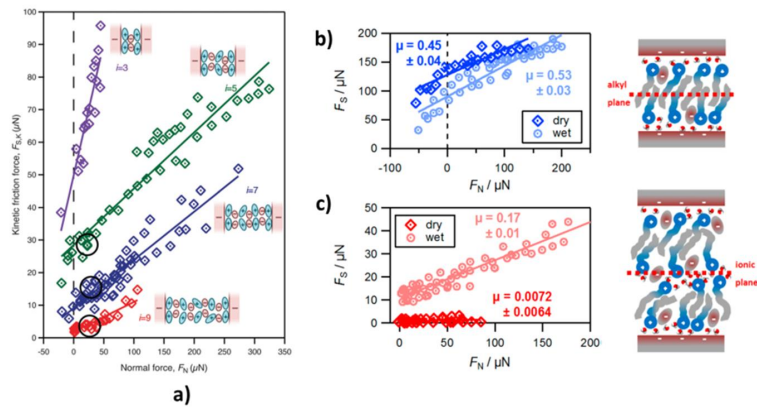 100
90
80
70
60
50
40
30
20
10
0
Kinetic friction force, F_S,K (µN)
i=3
i=5
i=7
i=9
-50 0 50 100 150 200 250 300 350
Normal force, F_N (µN)
a)
b)
200
150
100
50
0
F_S / µN
µ = 0.45
± 0.04
µ = 0.53
± 0.03
dry
wet
-50 0 50 100 150 200
F_N / µN
alkyl
plane
c)
50
40
30
20
10
0
F_S / µN
dry
wet
µ = 0.17
± 0.01
µ = 0.0072
± 0.0064
0 50 100 150 200
F_N / µN
ionic
plane